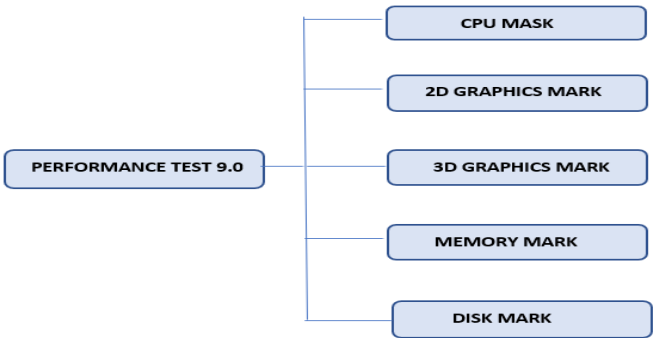 CPU MASK
2D GRAPHICS MARK
PERFORMANCE TEST 9.0
3D GRAPHICS MARK
MEMORY MARK
DISK MARK